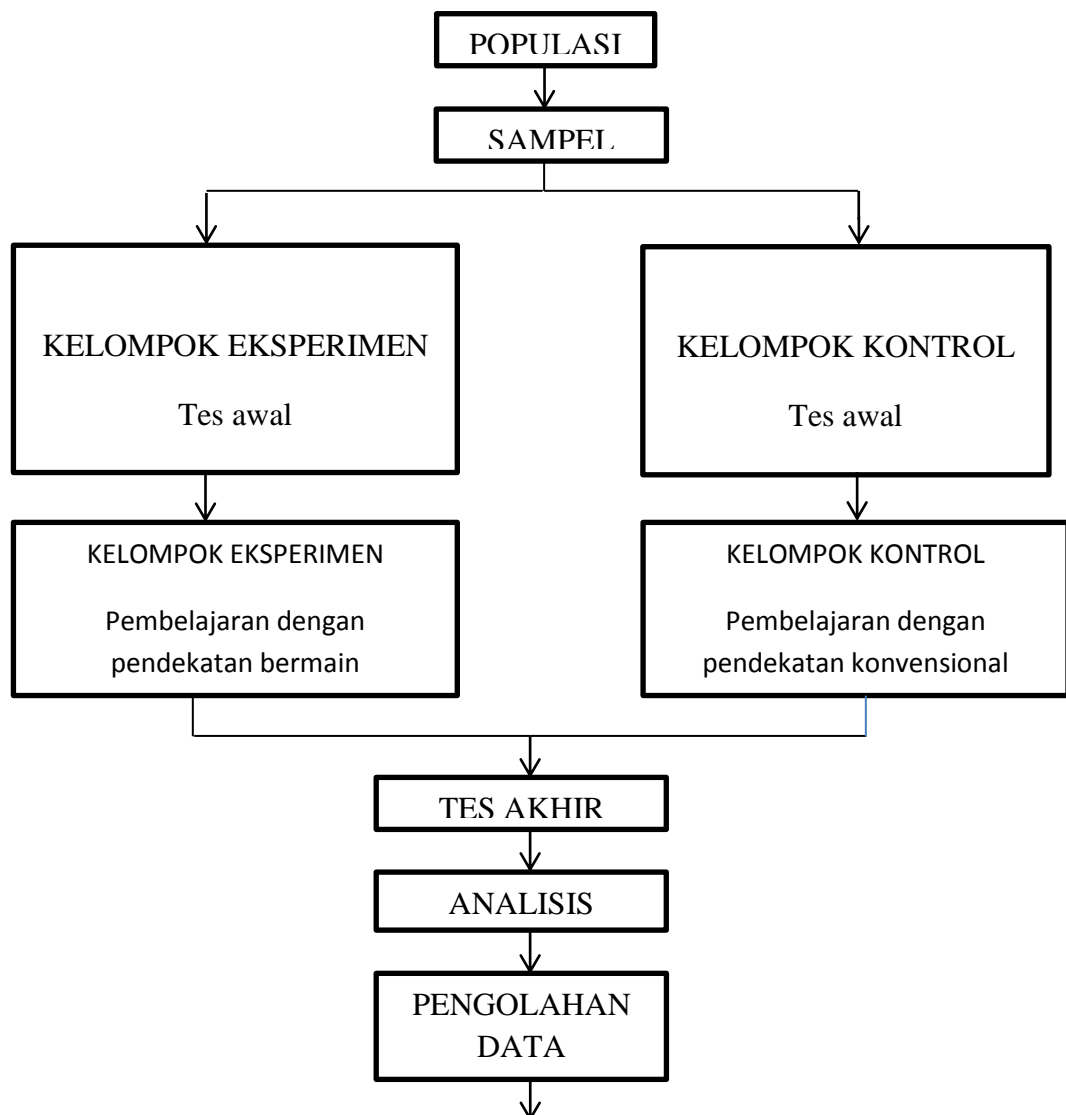 POPULASI
SAMPEL
KELOMPOK EKSPERIMEN
Tes awal
KELOMPOK KONTROL
Tes awal
KELOMPOK EKSPERIMEN
Pembelajaran dengan
pendekatan bermain
KELOMPOK KONTROL
Pembelajaran dengan
pendekatan konvensional
TES AKHIR
ANALISIS
PENGOLAHAN
DATA